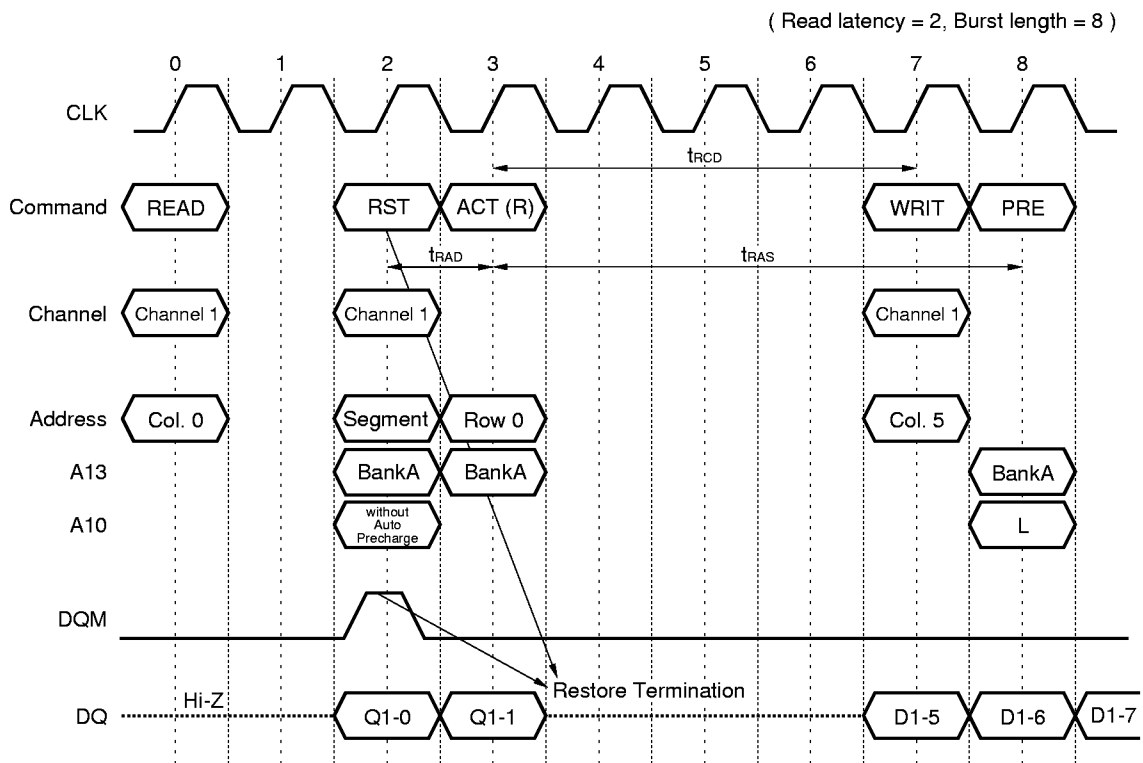 ( Read latency = 2, Burst length = 8 )
0 1 2 3 4 5 6 7 8
CLK
tRCD
Command READ RST ACT (R) WRIT PRE
tRAD tRAS
Channel Channel 1 Channel 1 Channel 1
Address Col. 0 Segment Row 0 Col. 5
A13 BankA BankA BankA
A10 without Auto Precharge L
DQM
Restore Termination
Hi-Z
DQ Q1-0 Q1-1 D1-5 D1-6 D1-7